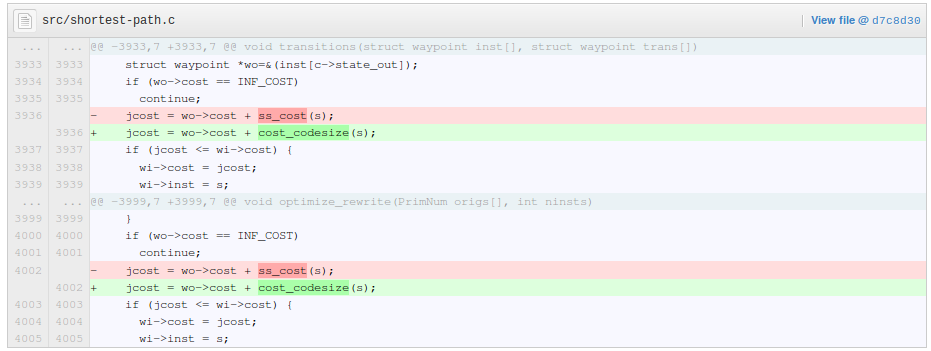 src/shortest-path.c View file @ d7c8d30
... ... @@ -3933,7 +3933,7 @@ void transitions(struct waypoint inst[], struct waypoint trans[])
3933 3933 struct waypoint *wo=&(inst[c->state_out]);
3934 3934 if (wo->cost == INF_COST)
3935 3935 continue;
3936 - jcost = wo->cost + ss_cost(s);
3936 + jcost = wo->cost + cost_codesize(s);
3937 3937 if (jcost <= wi->cost) {
3938 3938 wi->cost = jcost;
3939 3939 wi->inst = s;
... ... @@ -3999,7 +3999,7 @@ void optimize_rewrite(PrimNum origs[], int ninsts)
3999 3999 }
4000 4000 if (wo->cost == INF_COST)
4001 4001 continue;
4002 - jcost = wo->cost + ss_cost(s);
4002 + jcost = wo->cost + cost_codesize(s);
4003 4003 if (jcost <= wi->cost) {
4004 4004 wi->cost = jcost;
4005 4005 wi->inst = s;